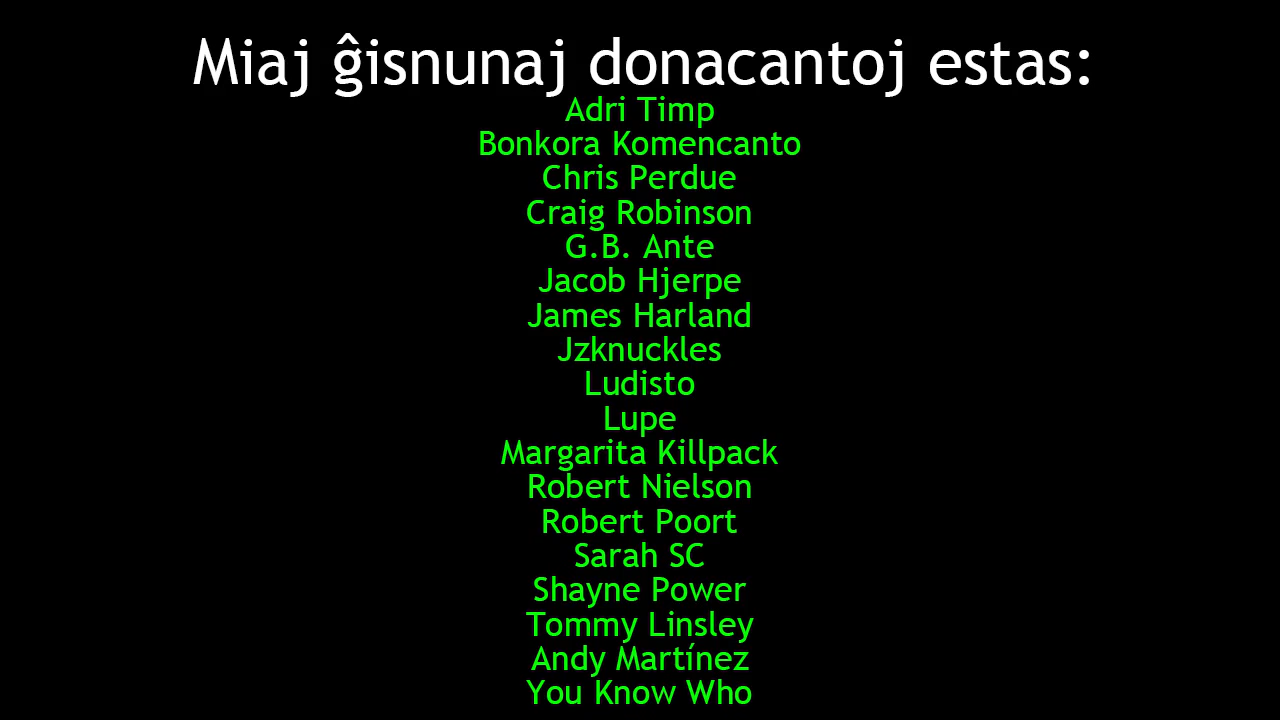 Miaj ĝisnunaj donacantoj estas:
Adri Timp
Bonkora Komencanto
Chris Perdue
Craig Robinson
G.B. Ante
Jacob Hjerpe
James Harland
Jzknuckles
Ludisto
Lupe
Margarita Killpack
Robert Nielson
Robert Poort
Sarah SC
Shayne Power
Tommy Linsley
Andy Martínez
You Know Who